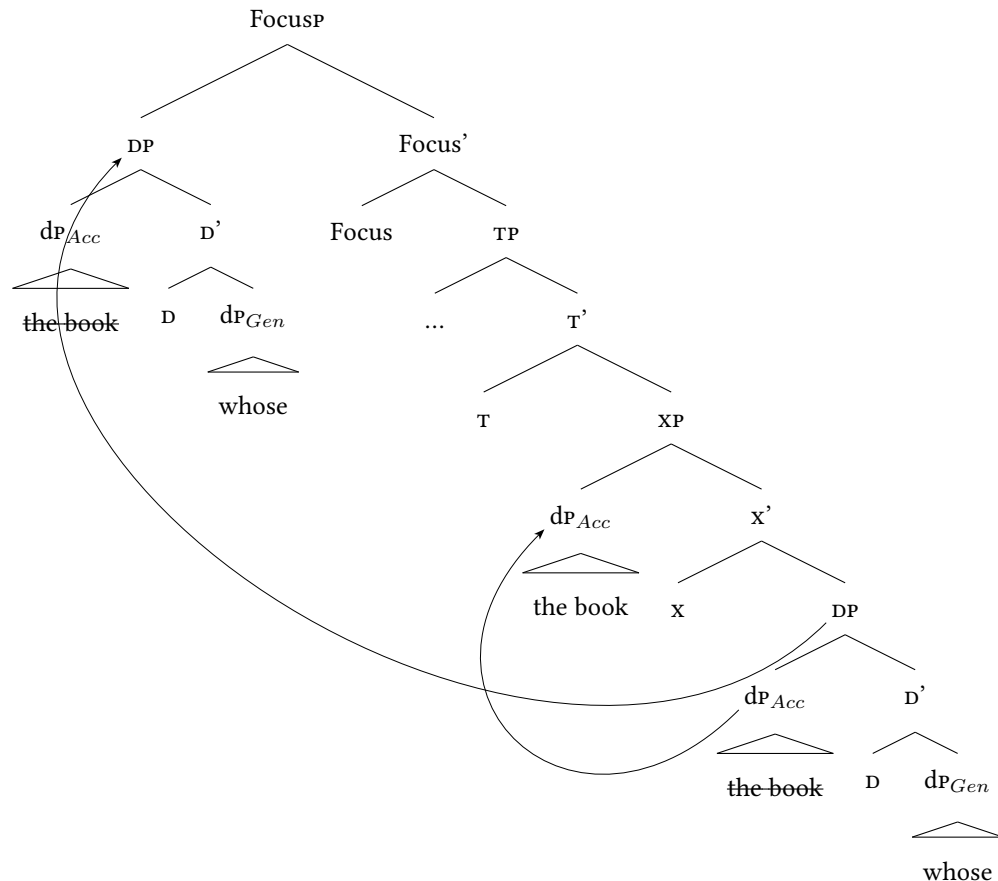 FocusP
DP Focus’
dP_Acc D’ Focus TP
the book D dP_Gen ... T’
whose T XP
dP_Acc X’
the book X DP
dP_Acc D’
the book D dP_Gen
whose